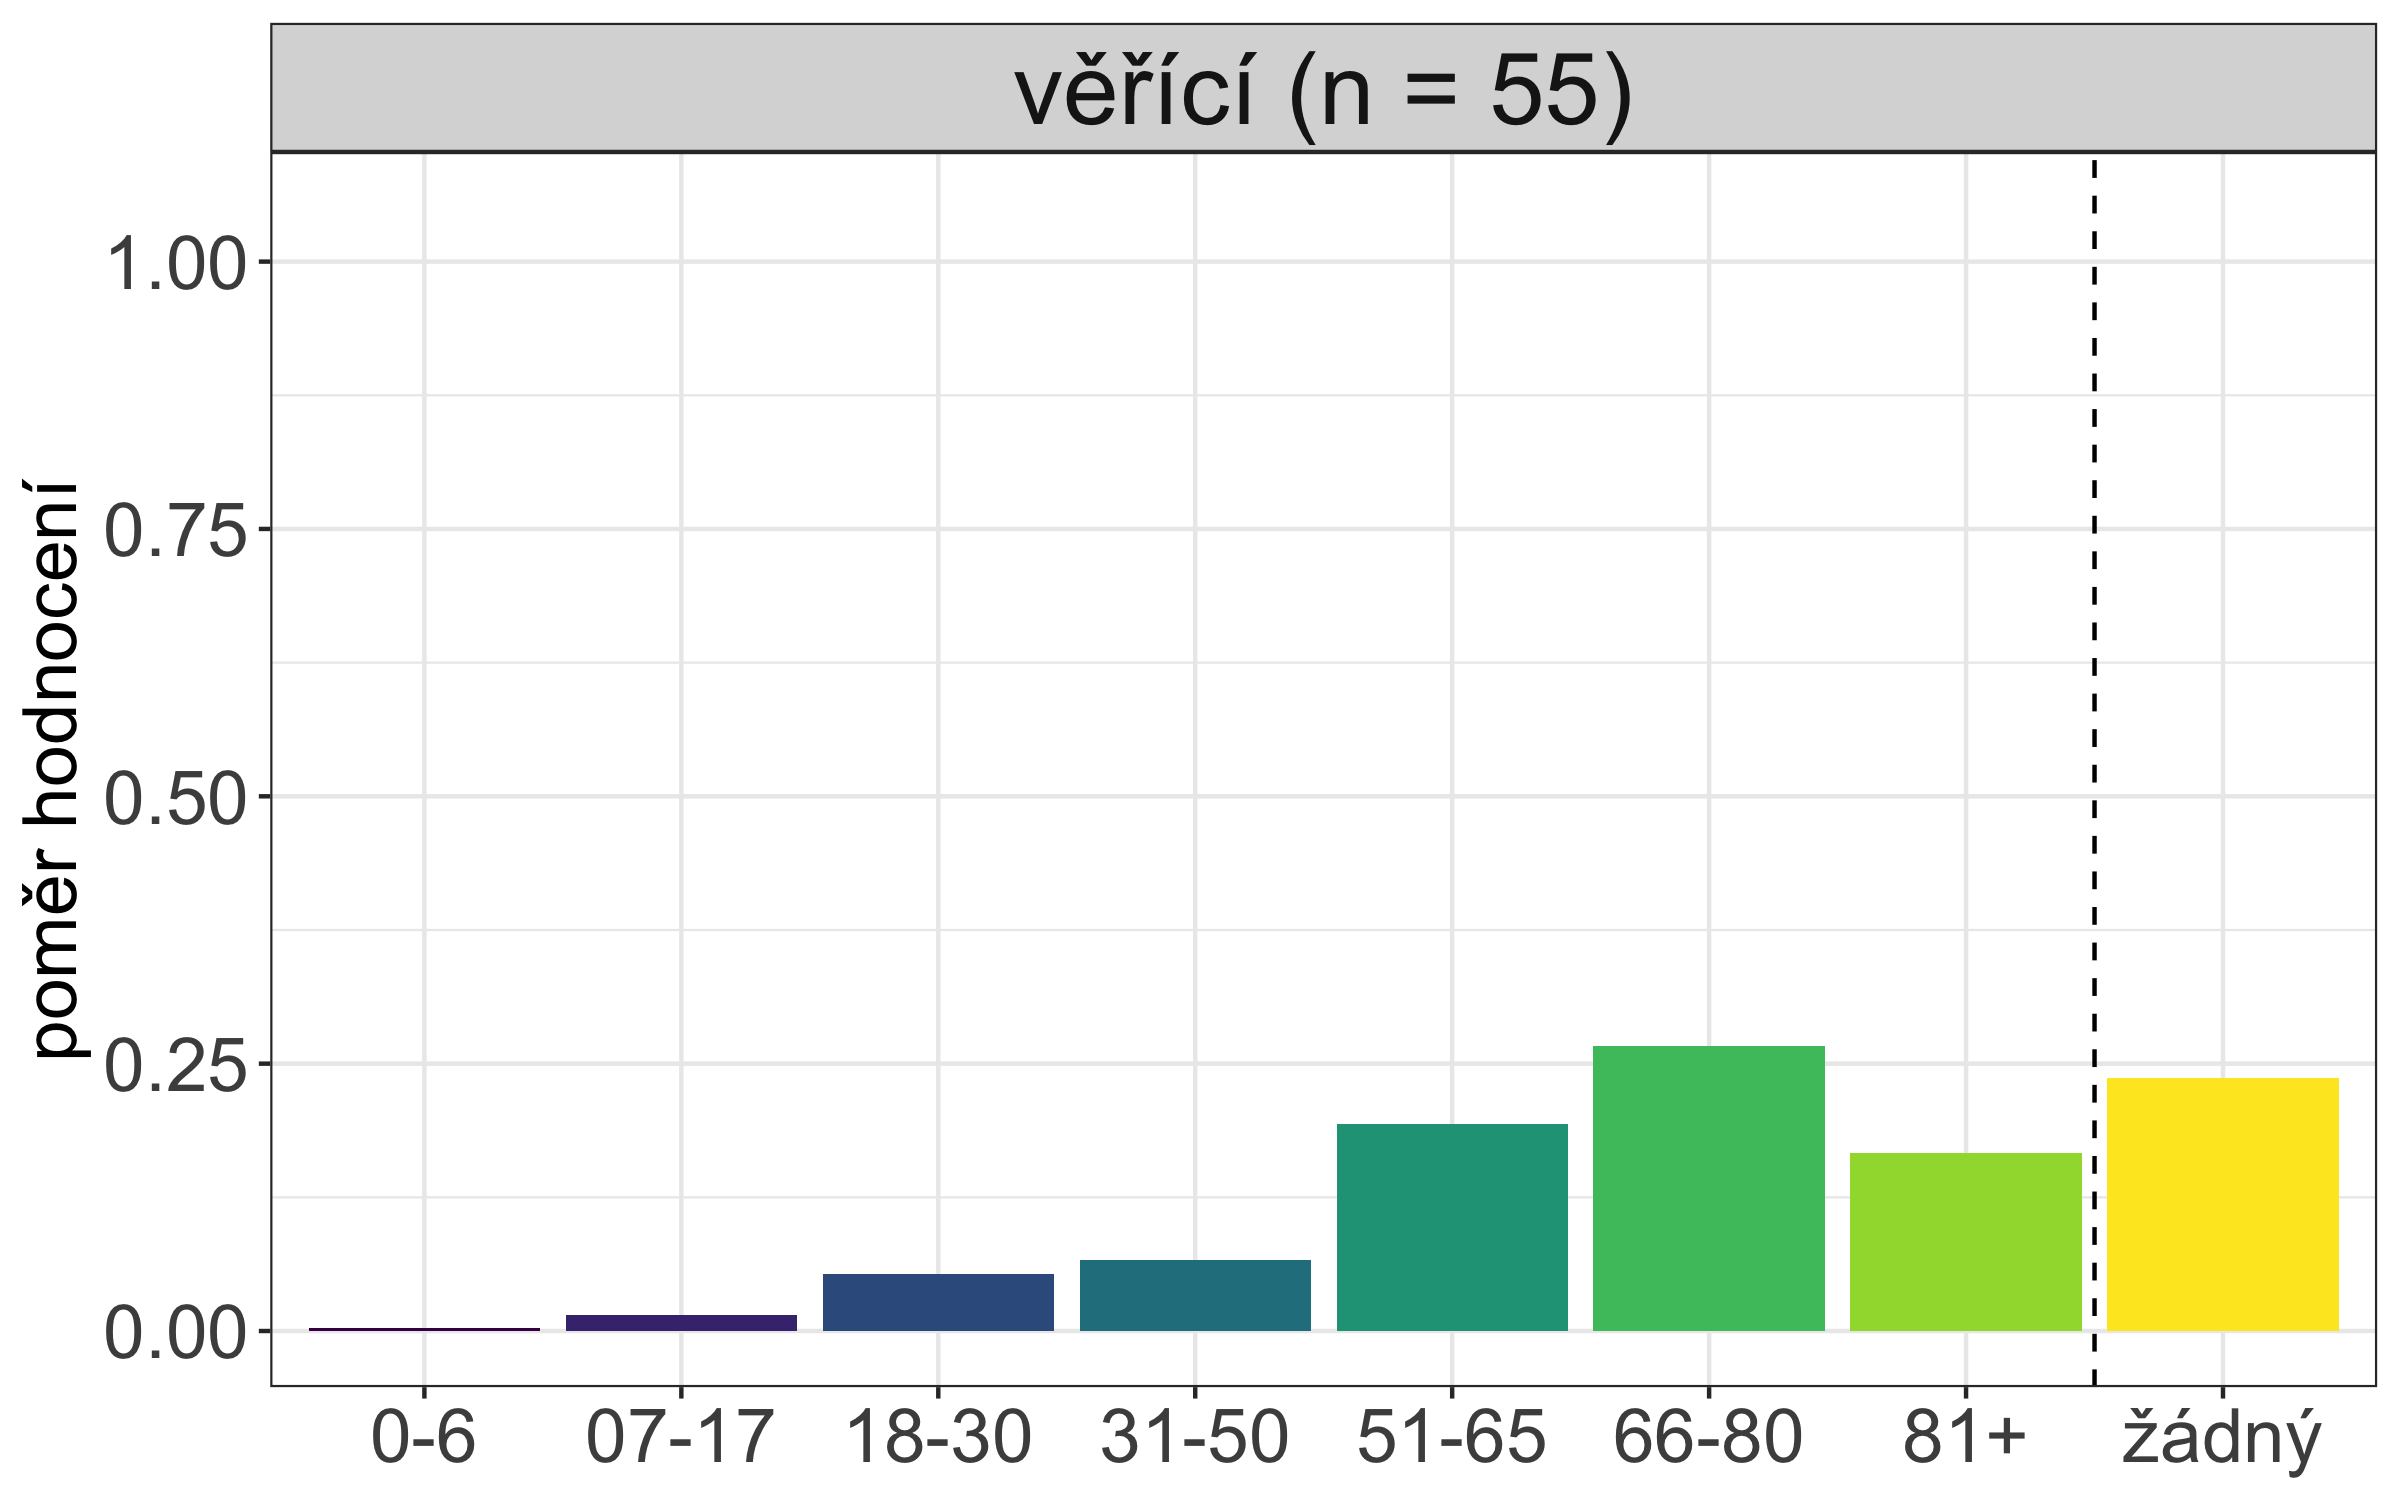 věřící (n = 55)
poměr hodnocení
1.00
0.75
0.50
0.25
0.00
0-6 07-17 18-30 31-50 51-65 66-80 81+ žádný